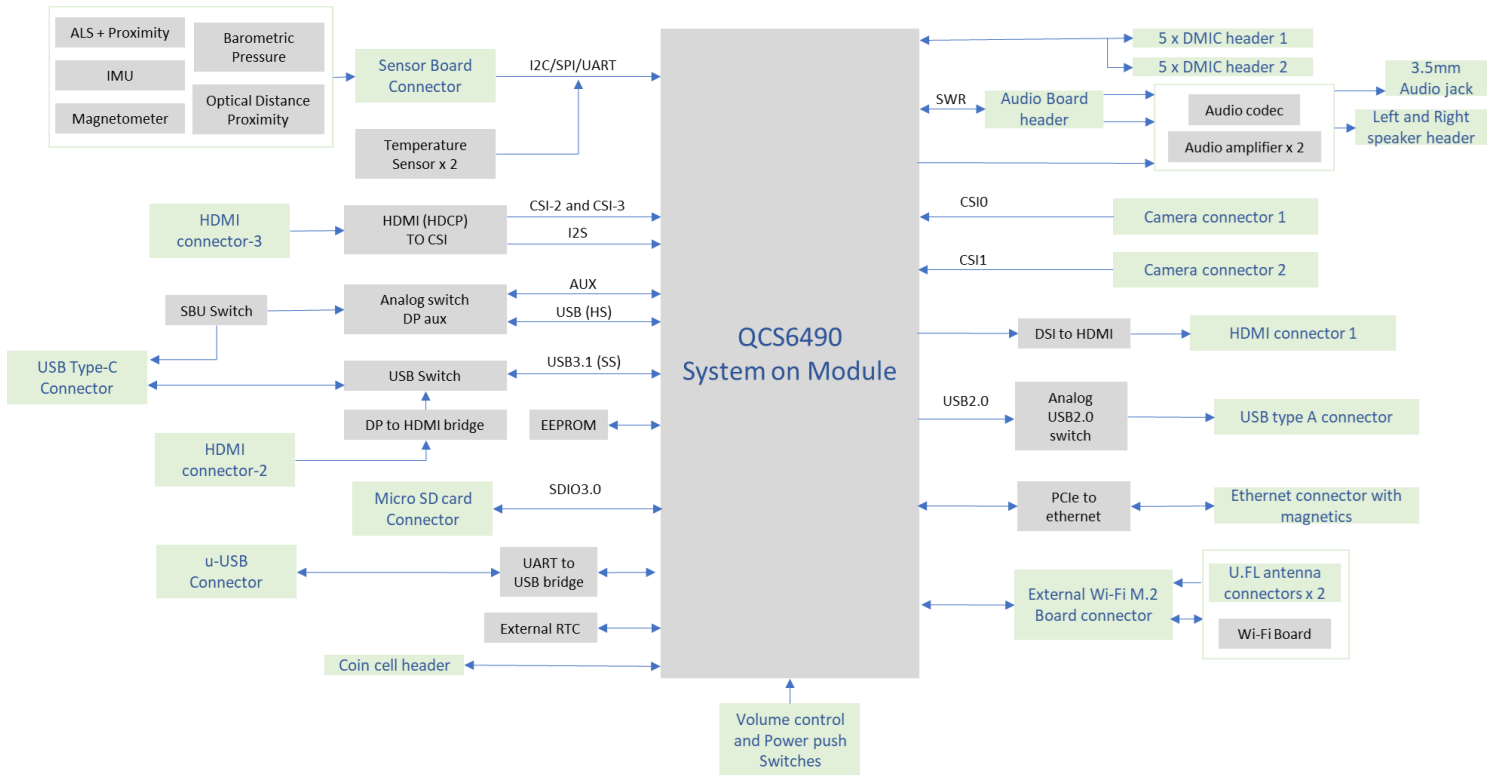 ALS + Proximity
IMU
Magnetometer
Barometric
Pressure
Optical Distance
Proximity
Sensor Board
Connector
I2C/SPI/UART
Temperature
Sensor x 2
HDMI
connector-3
HDMI (HDCP)
TO CSI
CSI-2 and CSI-3
I2S
SBU Switch
Analog switch
DP aux
AUX
USB (HS)
USB Type-C
Connector
USB Switch
USB3.1 (SS)
DP to HDMI bridge
EEPROM
HDMI
connector-2
Micro SD card
Connector
SDIO3.0
u-USB
Connector
UART to
USB bridge
External RTC
Coin cell header
QCS6490
System on Module
Volume control
and Power push
Switches
5 x DMIC header 1
5 x DMIC header 2
SWR
Audio Board
header
Audio codec
Audio amplifier x 2
3.5mm
Audio jack
Left and Right
speaker header
CSI0
Camera connector 1
CSI1
Camera connector 2
DSI to HDMI
HDMI connector 1
USB2.0
Analog
USB2.0
switch
USB type A connector
PCIe to
ethernet
Ethernet connector with
magnetics
External Wi-Fi M.2
Board connector
U.FL antenna
connectors x 2
Wi-Fi Board